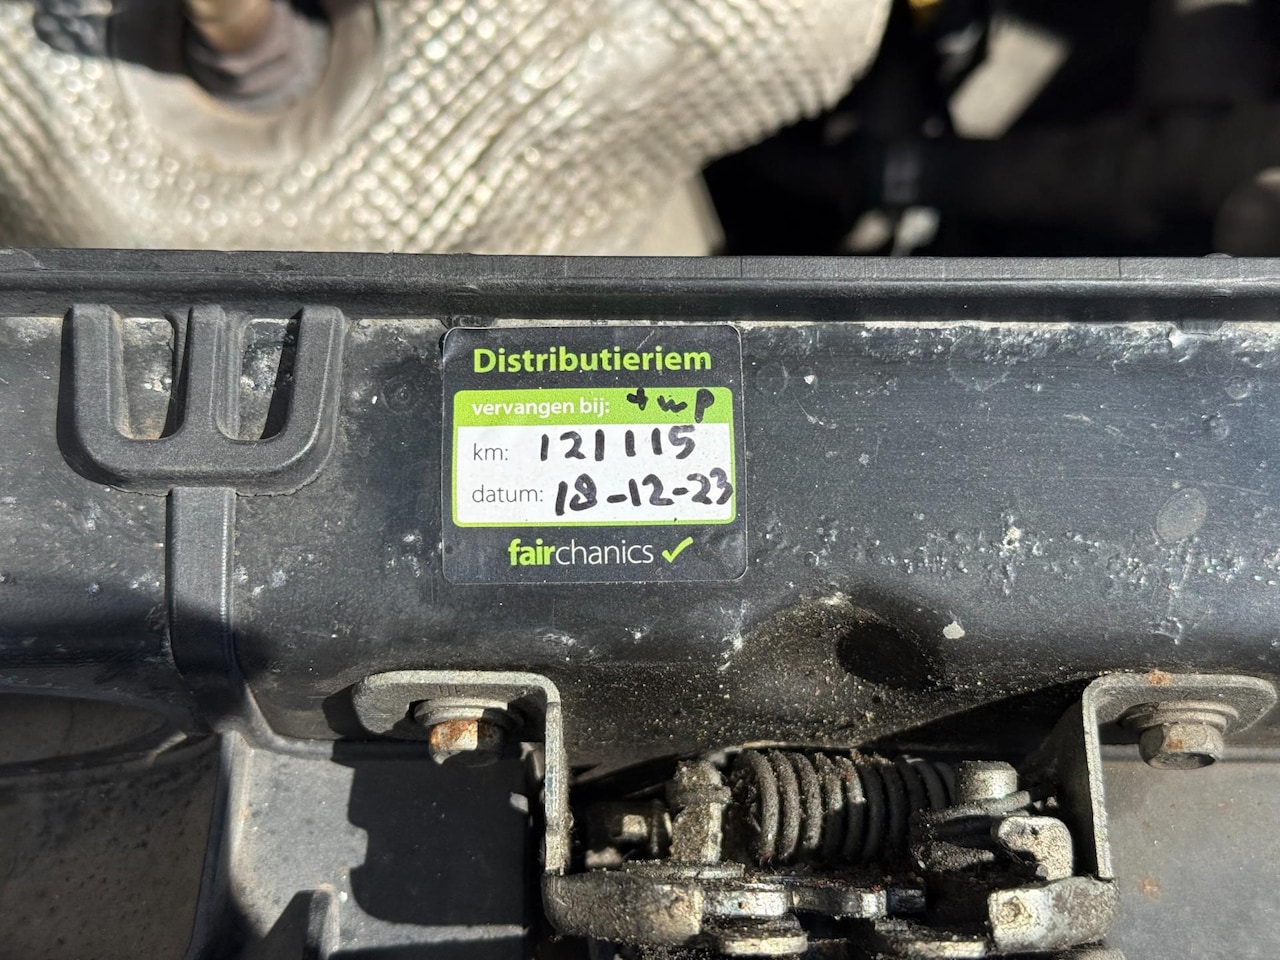 Distributieriem
vervangen bij: + wp
km: 121115
datum: 18-12-23
fairchanics